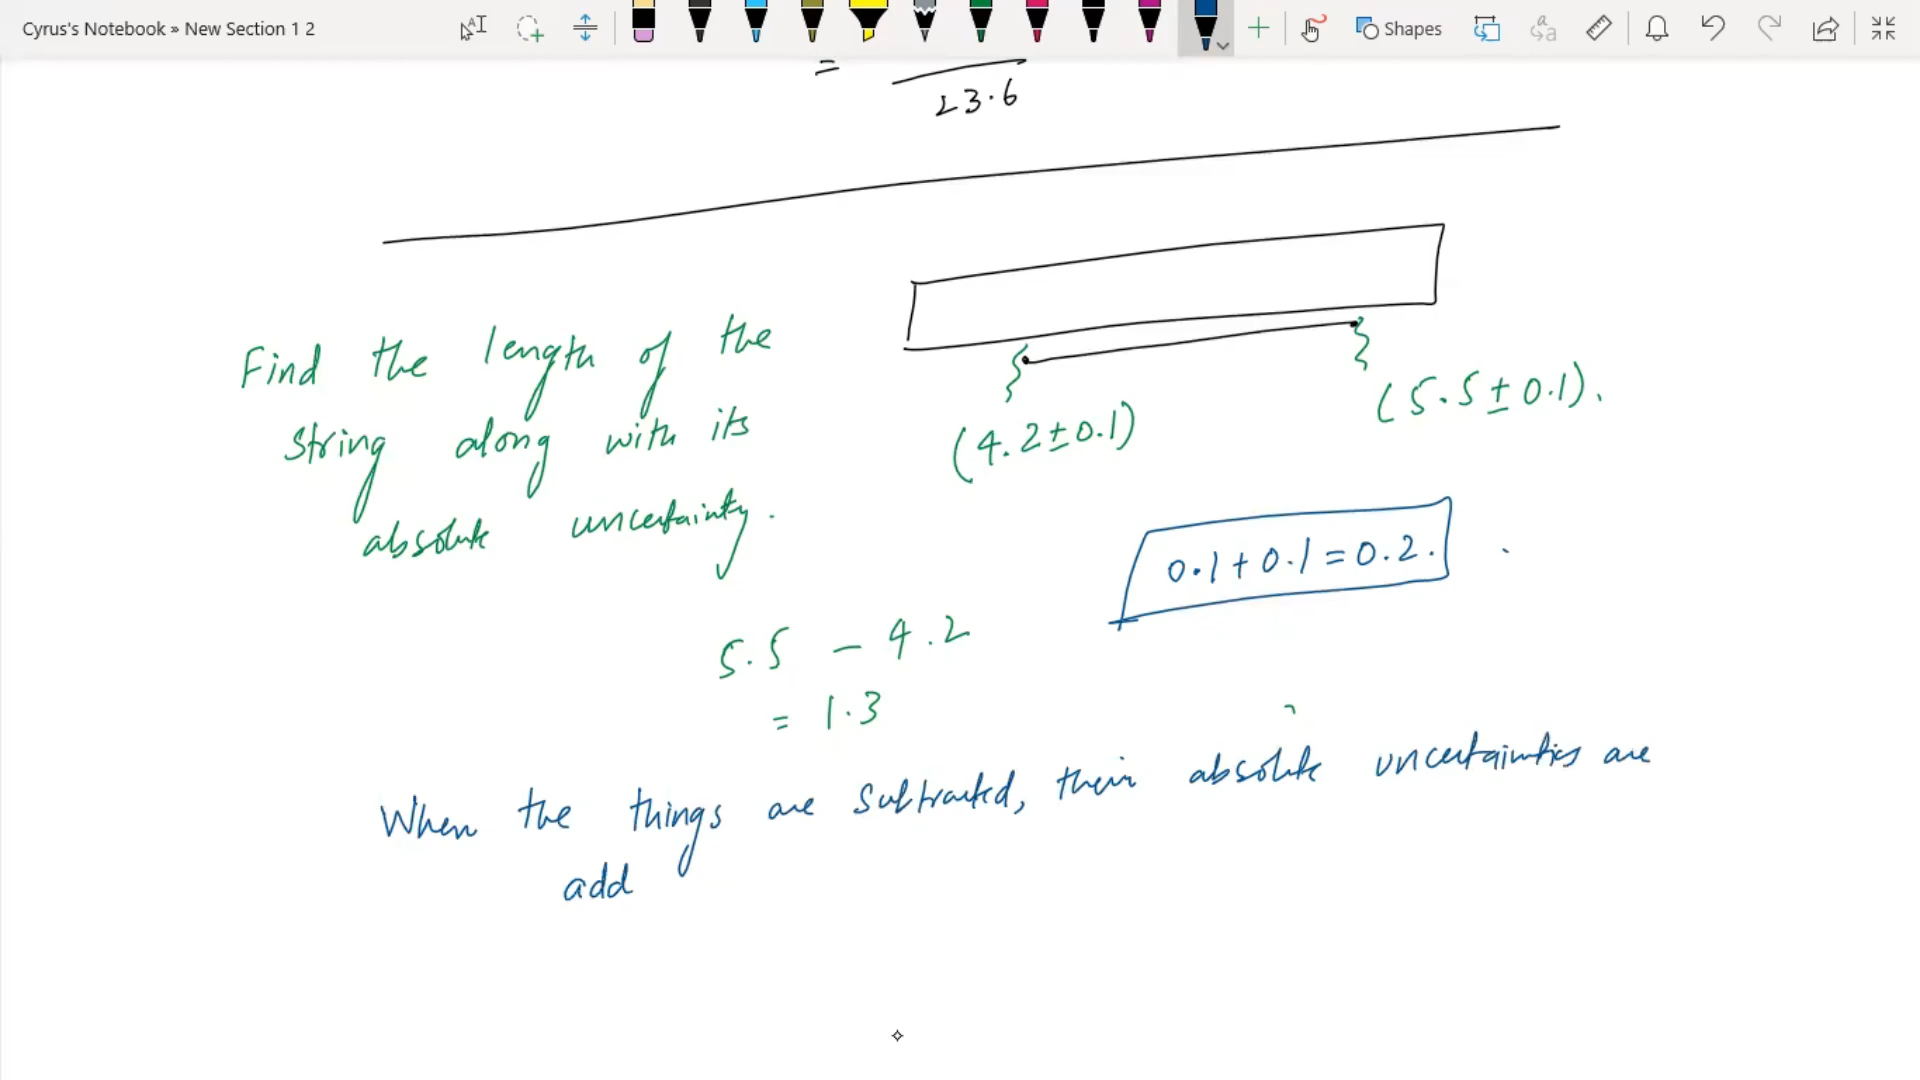 Cyrus's Notebook » New Section 1 2
Shapes
=
23.6
Find the length of the
string along with its
absolute uncertainty.
(4.2±0.1)
(5.5±0.1).
0.1+0.1=0.2.
5.5 - 4.2
= 1.3
When the things are subtracted, their absolute uncertainties are
add